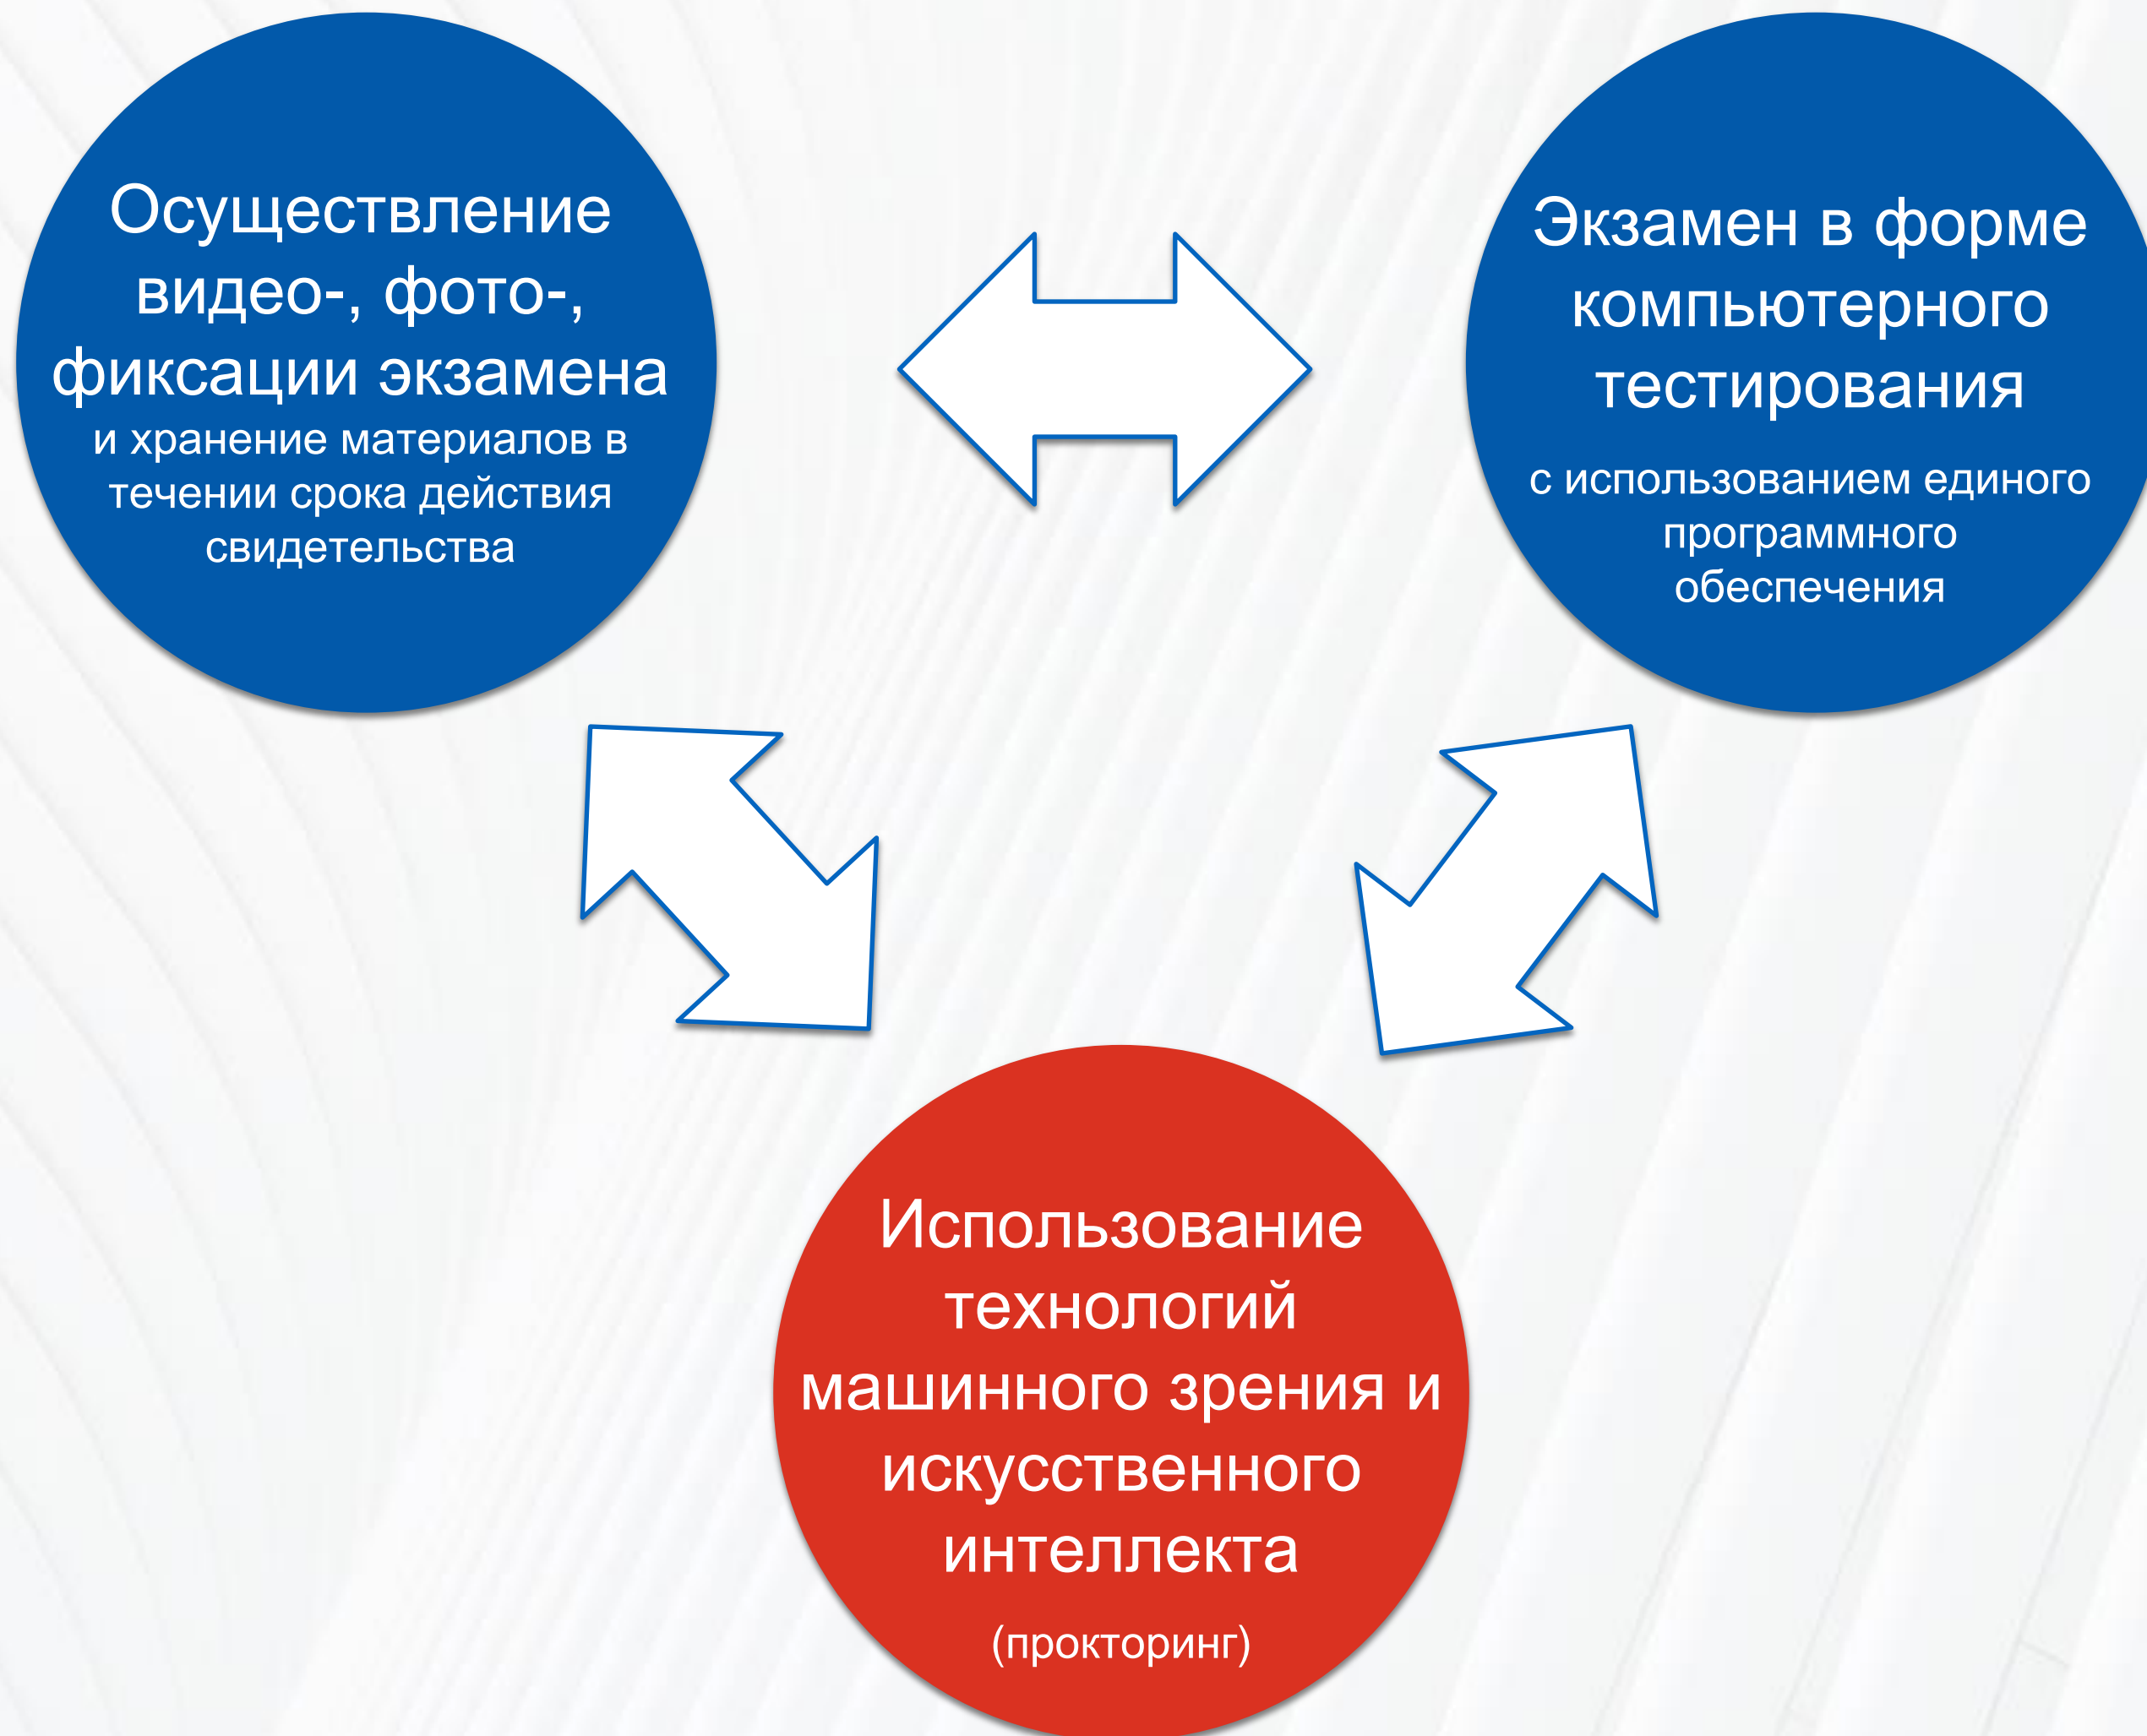 Осуществление
видео-, фото-,
фиксации экзамена
и хранение материалов в
течении срока действия
свидетельства
Экзамен в форме
компьютерного
тестирования
с использованием единого
программного
обеспечения
Использование
технологий
машинного зрения и
искусственного
интеллекта
(прокторинг)